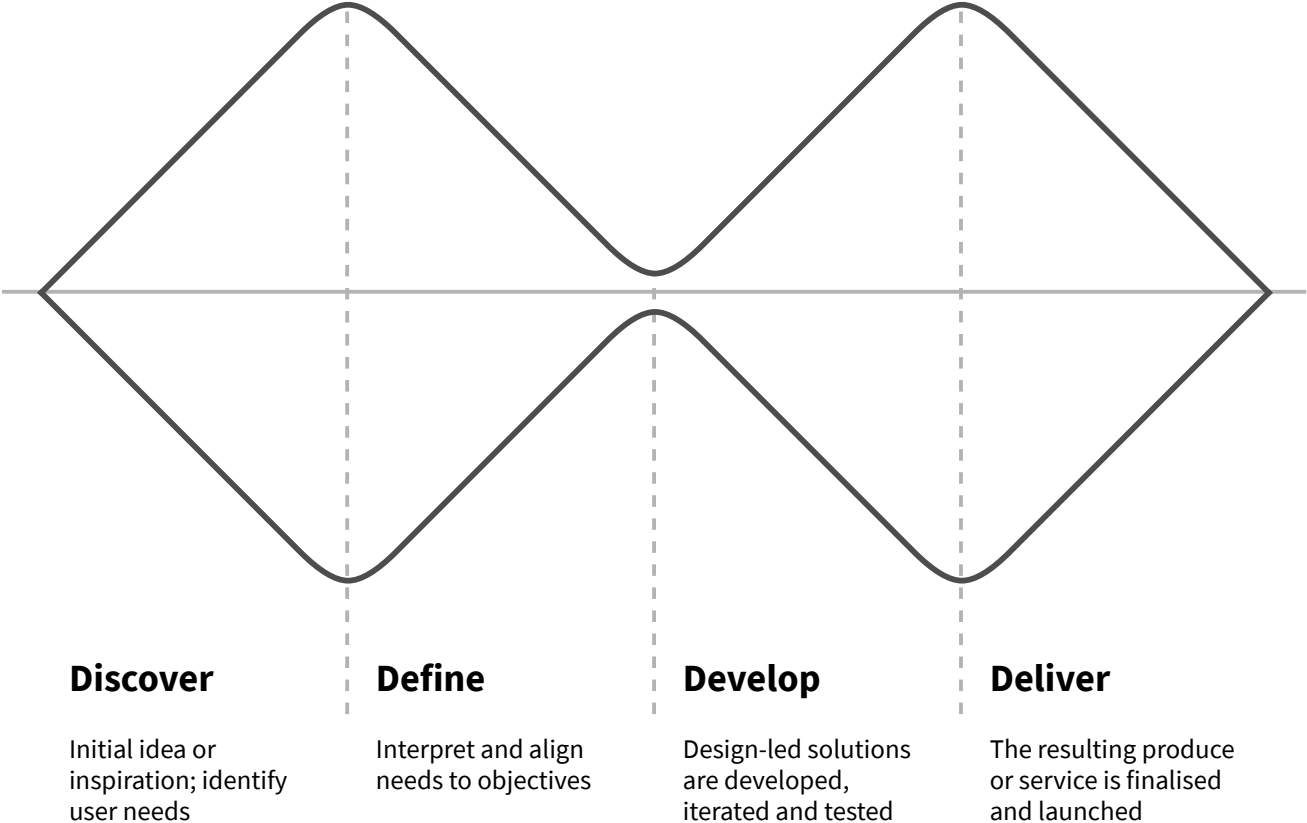 Discover
Initial idea or
inspiration; identify
user needs
Define
Interpret and align
needs to objectives
Develop
Design-led solutions
are developed,
iterated and tested
Deliver
The resulting produce
or service is finalised
and launched